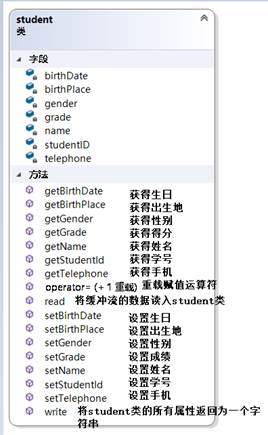 student
类
字段
birthDate
birthPlace
gender
grade
name
studentID
telephone
方法
getBirthDate 获得生日
getBirthPlace 获得出生地
getGender 获得性别
getGrade 获得得分
getName 获得姓名
getStudentId 获得学号
getTelephone 获得手机
operator= (+ 1 重载) 重载赋值运算符
read 将缓冲流的数据读入student类
setBirthDate 设置生日
setBirthPlace 设置出生地
setGender 设置性别
setGrade 设置成绩
setName 设置姓名
setStudentId 设置学号
setTelephone 设置手机
write 将student类的所有属性返回为一个字
符串